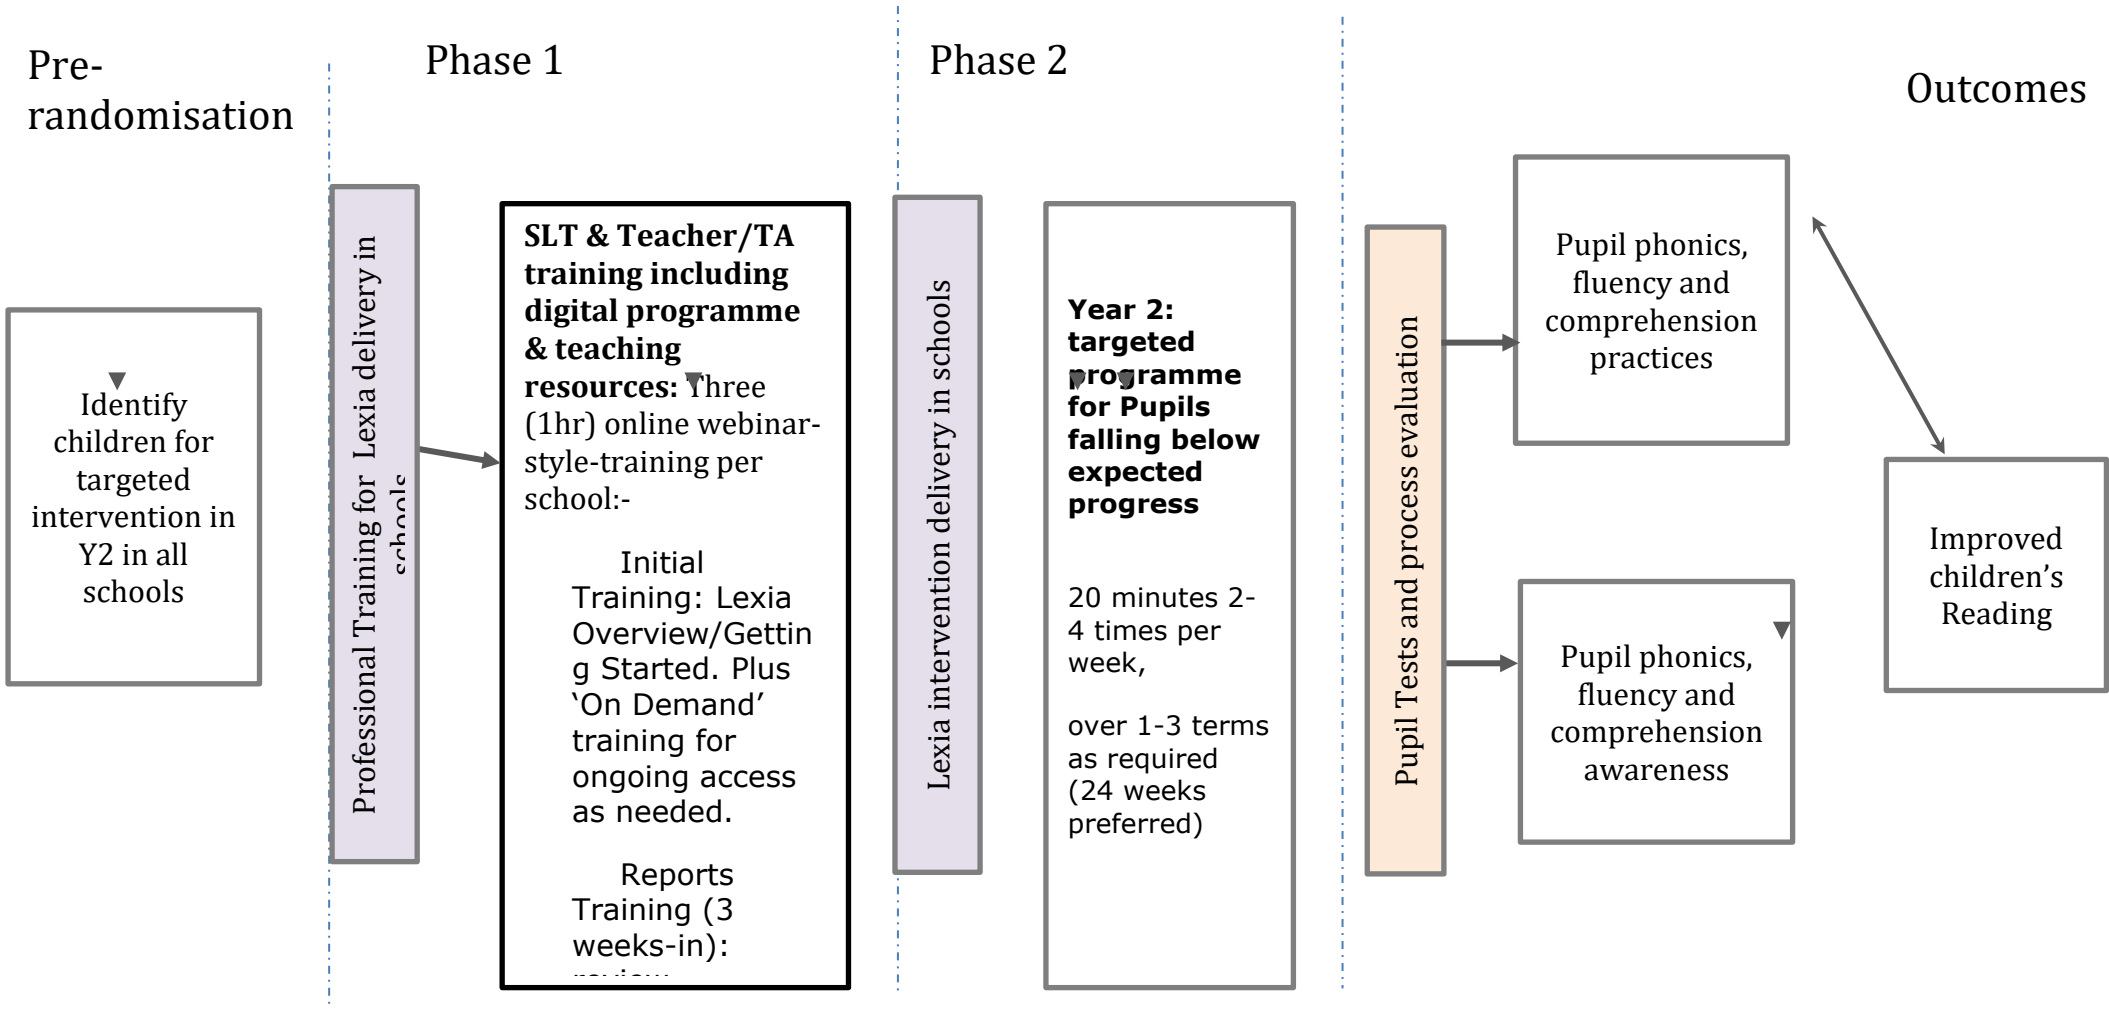 Pre-
randomisation
Phase 1
Phase 2
Outcomes
Identify
children for
targeted
intervention in
Y2 in all
schools
Professional Training for Lexia delivery in
schools
SLT & Teacher/TA
training including
digital programme
& teaching
resources: Three
(1hr) online webinar-
style-training per
school:-
Initial
Training: Lexia
Overview/Gettin
g Started. Plus
‘On Demand’
training for
ongoing access
as needed.
Reports
Training (3
weeks-in):
Lexia intervention delivery in schools
Year 2:
targeted
programme
for Pupils
falling below
expected
progress
20 minutes 2-
4 times per
week,
over 1-3 terms
as required
(24 weeks
preferred)
Pupil Tests and process evaluation
Pupil phonics,
fluency and
comprehension
practices
Pupil phonics,
fluency and
comprehension
awareness
Improved
children’s
Reading